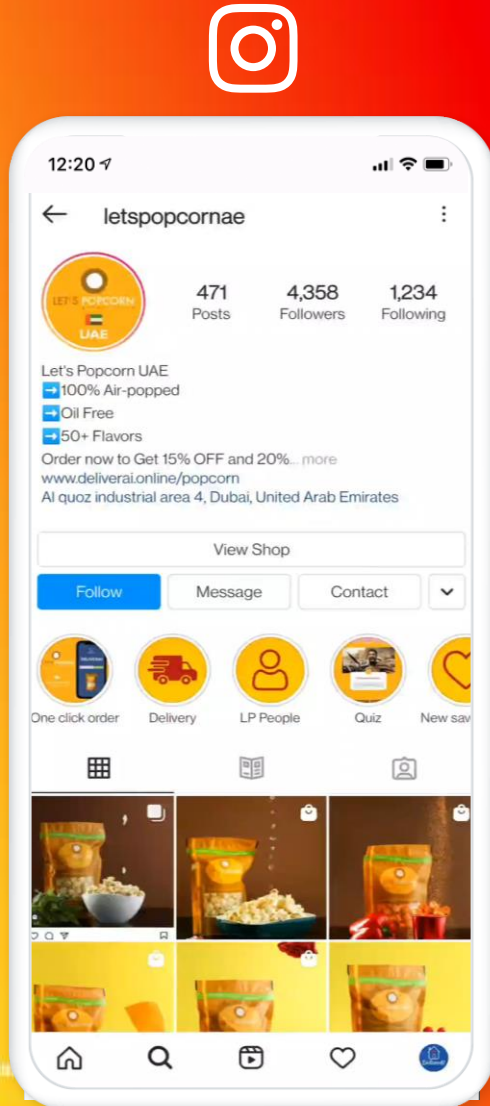 12:20
letspopcornae
LET'S POPCORN
UAE
471 4,358 1,234
Posts Followers Following
Let's Popcorn UAE
➡100% Air-popped
➡Oil Free
➡50+ Flavors
Order now to Get 15% OFF and 20%... more
www.deliverai.online/popcorn
Al quoz industrial area 4, Dubai, United Arab Emirates
View Shop
Follow Message Contact
One click order Delivery LP People Quiz New sav